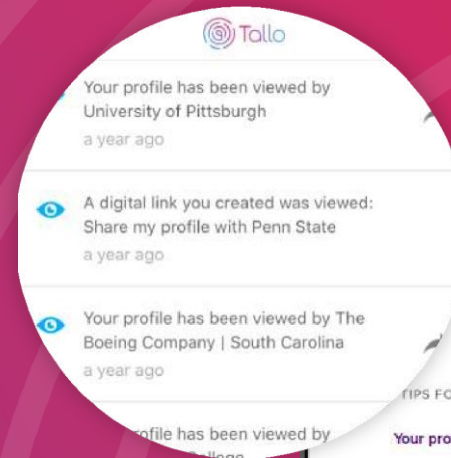 Tallo
Your profile has been viewed by
University of Pittsburgh
a year ago
A digital link you created was viewed:
Share my profile with Penn State
a year ago
Your profile has been viewed by The
Boeing Company | South Carolina
a year ago
TIPS FO
ofile has been viewed by
Your pro
College